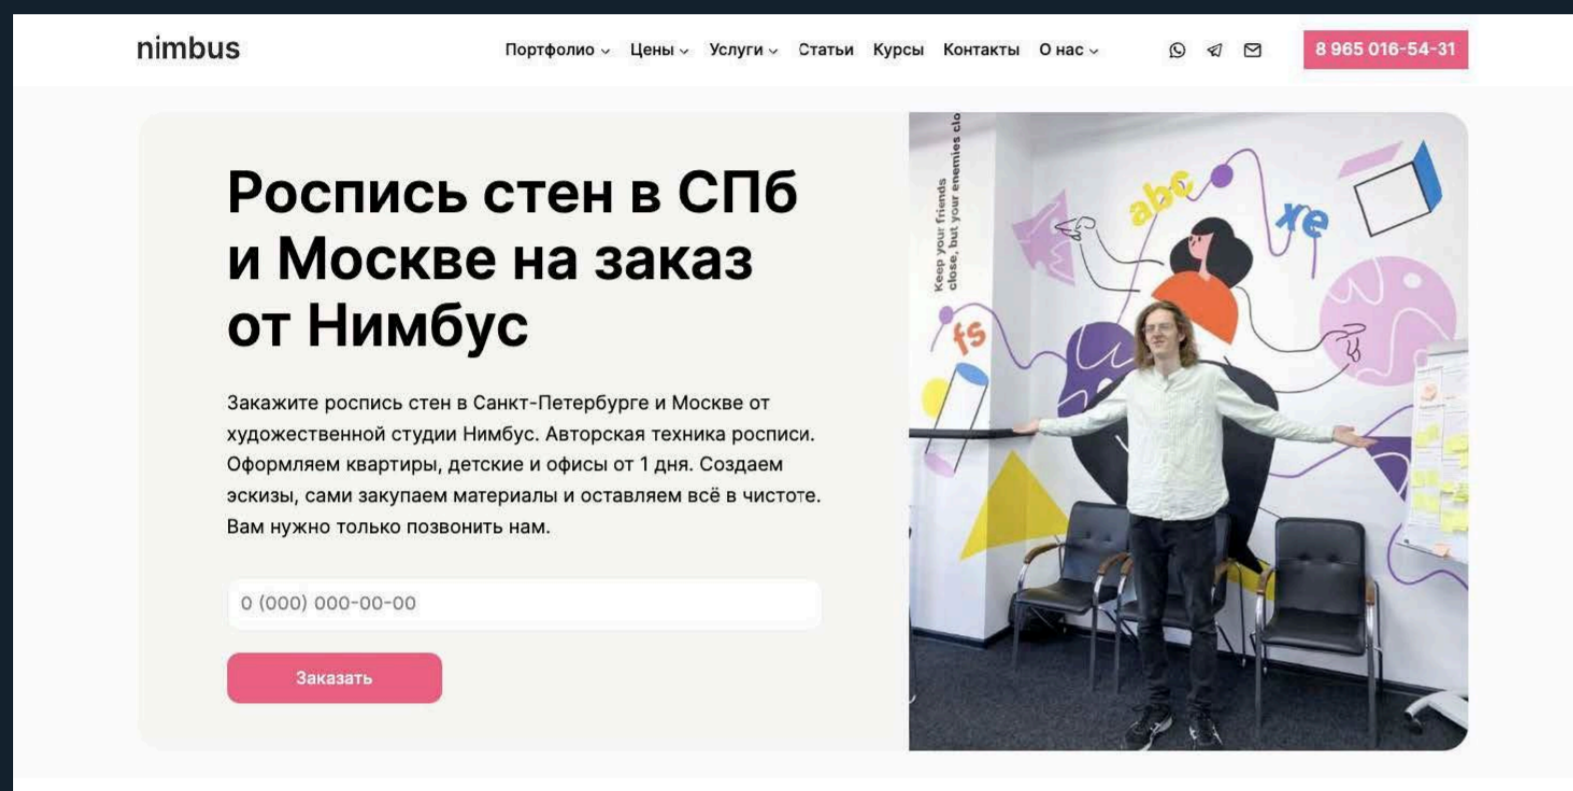 nimbus
Портфолио Цены Услуги Статьи Курсы Контакты О нас
8 965 016-54-31
Роспись стен в СПб
и Москве на заказ
от Нимбус
Закажите роспись стен в Санкт-Петербурге и Москве от
художественной студии Нимбус. Авторская техника росписи.
Оформляем квартиры, детские и офисы от 1 дня. Создаем
эскизы, сами закупаем материалы и оставляем всё в чистоте.
Вам нужно только позвонить нам.
0 (000) 000-00-00
Заказать
Keep your friends
close, but your enemies clo
abc
xe
fs